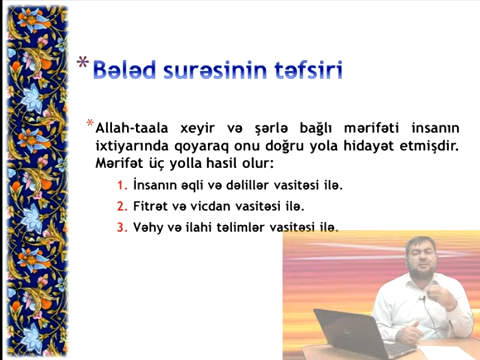 * Bələd surəsinin təfsiri
* Allah-taala xeyir və şərlə bağlı mərifəti insanın
ixtiyarında qoyaraq onu doğru yola hidayət etmişdir.
Mərifət üç yolla hasil olur:
1. İnsanın əqli və dəlillər vasitəsi ilə.
2. Fitrət və vicdan vasitəsi ilə.
3. Vəhy və ilahi təlimlər vasitəsi ilə.